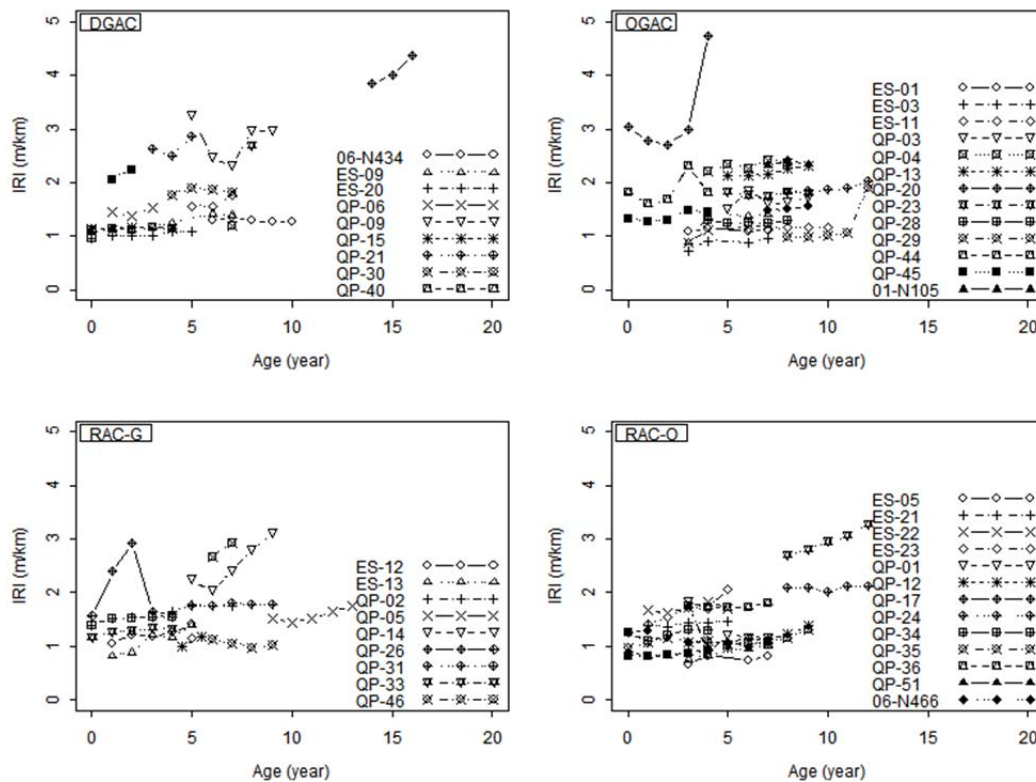 DGAC
IRI (m/km)
5
4
3
2
1
0
06-N434
ES-09
ES-20
QP-06
QP-09
QP-15
QP-21
QP-30
QP-40
0 5 10 15 20
Age (year)
OGAC
IRI (m/km)
5
4
3
2
1
0
ES-01
ES-03
ES-11
QP-03
QP-04
QP-13
QP-20
QP-23
QP-28
QP-29
QP-44
QP-45
01-N105
0 5 10 15 20
Age (year)
RAC-G
IRI (m/km)
5
4
3
2
1
0
ES-12
ES-13
QP-02
QP-05
QP-14
QP-26
QP-31
QP-33
QP-46
0 5 10 15 20
Age (year)
RAC-O
IRI (m/km)
5
4
3
2
1
0
ES-05
ES-21
ES-22
ES-23
QP-01
QP-12
QP-17
QP-24
QP-34
QP-35
QP-36
QP-51
06-N466
0 5 10 15 20
Age (year)